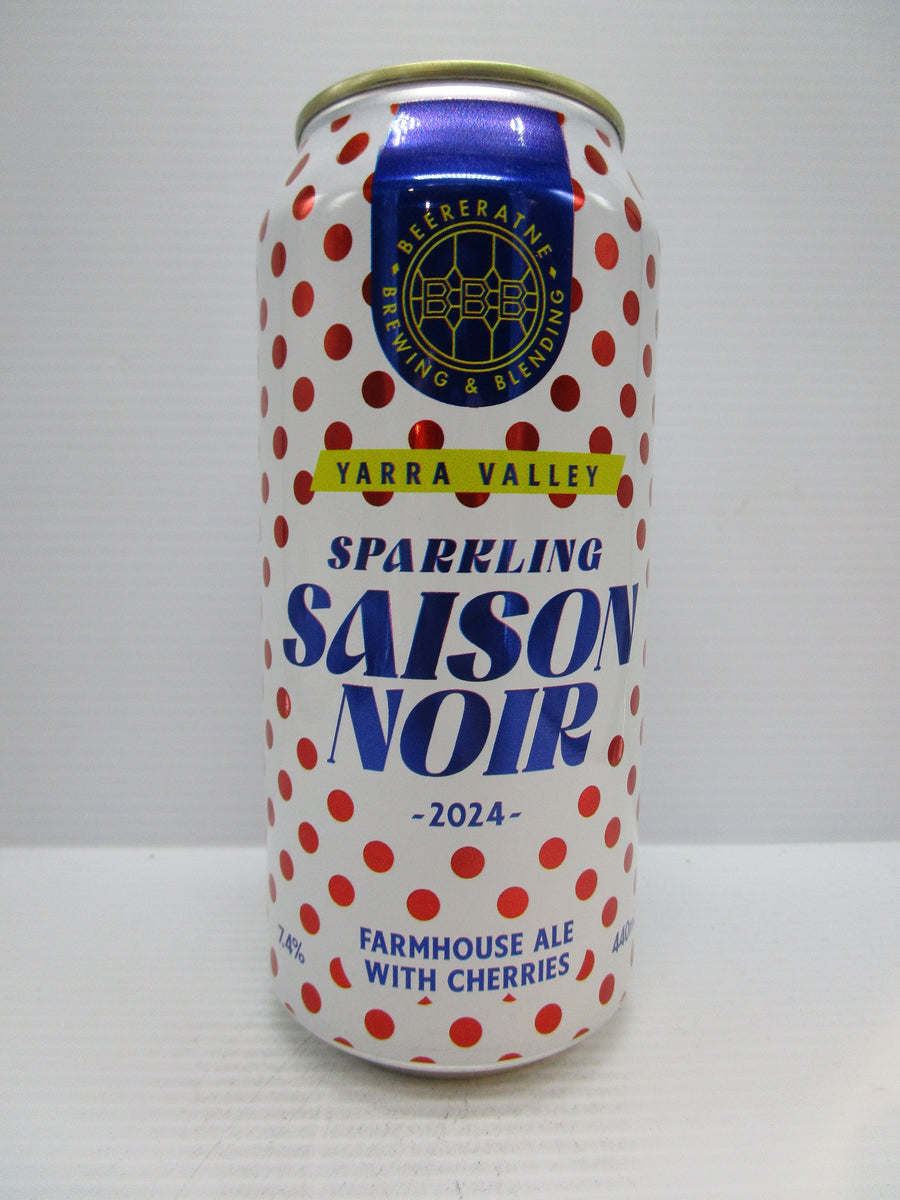 BEERERATNE
BBB
BREWING & BLENDING
YARRA VALLEY
SPARKLING
SAISON
NOIR
-2024-
7.4%
FARMHOUSE ALE
WITH CHERRIES